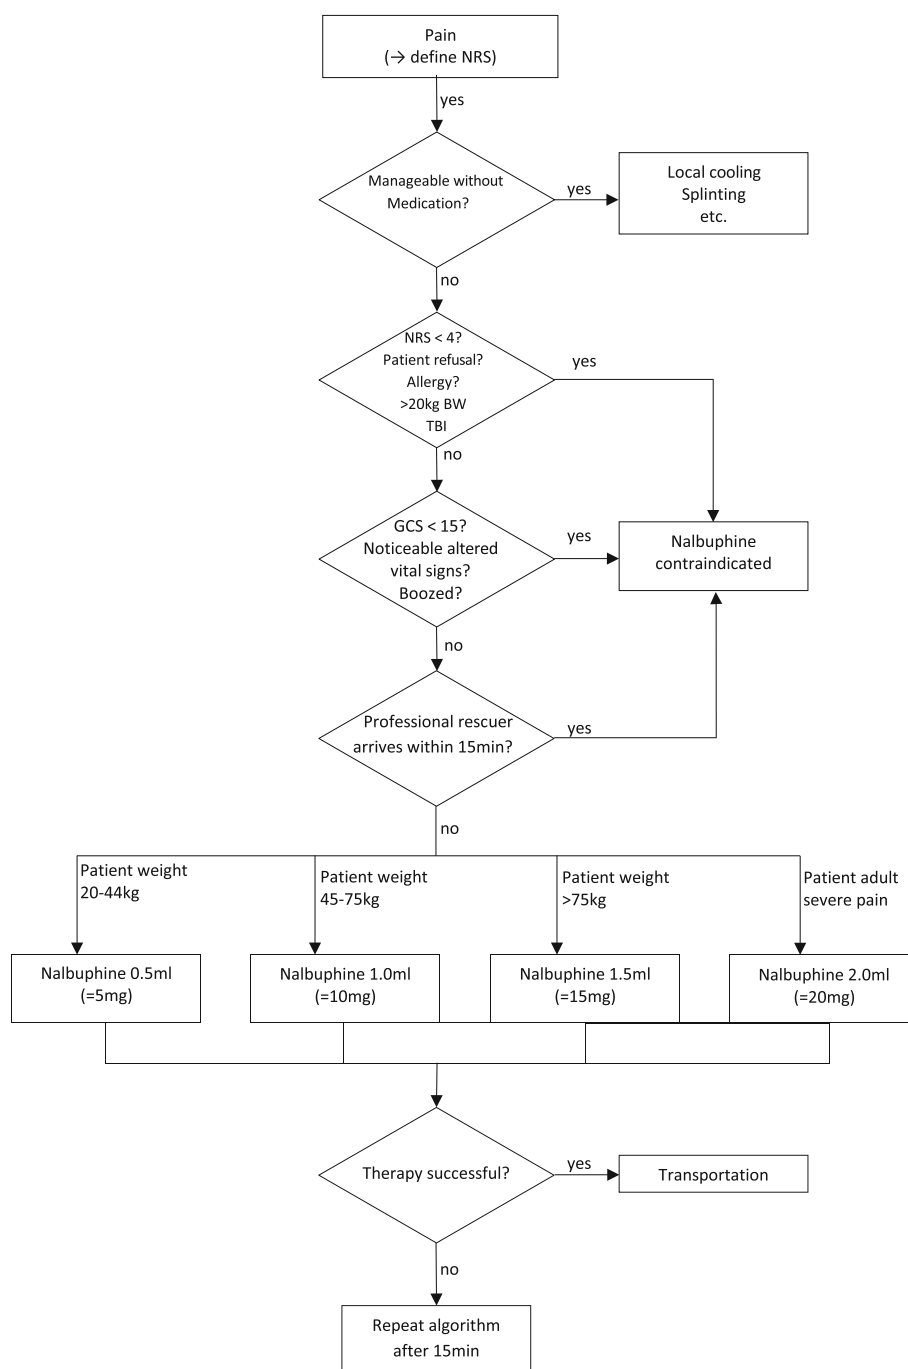 Pain
(→ define NRS)
yes
Manageable without
Medication?
yes
Local cooling
Splinting
etc.
no
NRS < 4?
Patient refusal?
Allergy?
>20kg BW
TBI
yes
no
GCS < 15?
Noticeable altered
vital signs?
Boozed?
yes
Nalbuphine
contraindicated
no
Professional rescuer
arrives within 15min?
yes
no
Patient weight
20-44kg
Patient weight
45-75kg
Patient weight
>75kg
Patient adult
severe pain
Nalbuphine 0.5ml
(=5mg)
Nalbuphine 1.0ml
(=10mg)
Nalbuphine 1.5ml
(=15mg)
Nalbuphine 2.0ml
(=20mg)
Therapy successful?
yes
Transportation
no
Repeat algorithm
after 15min